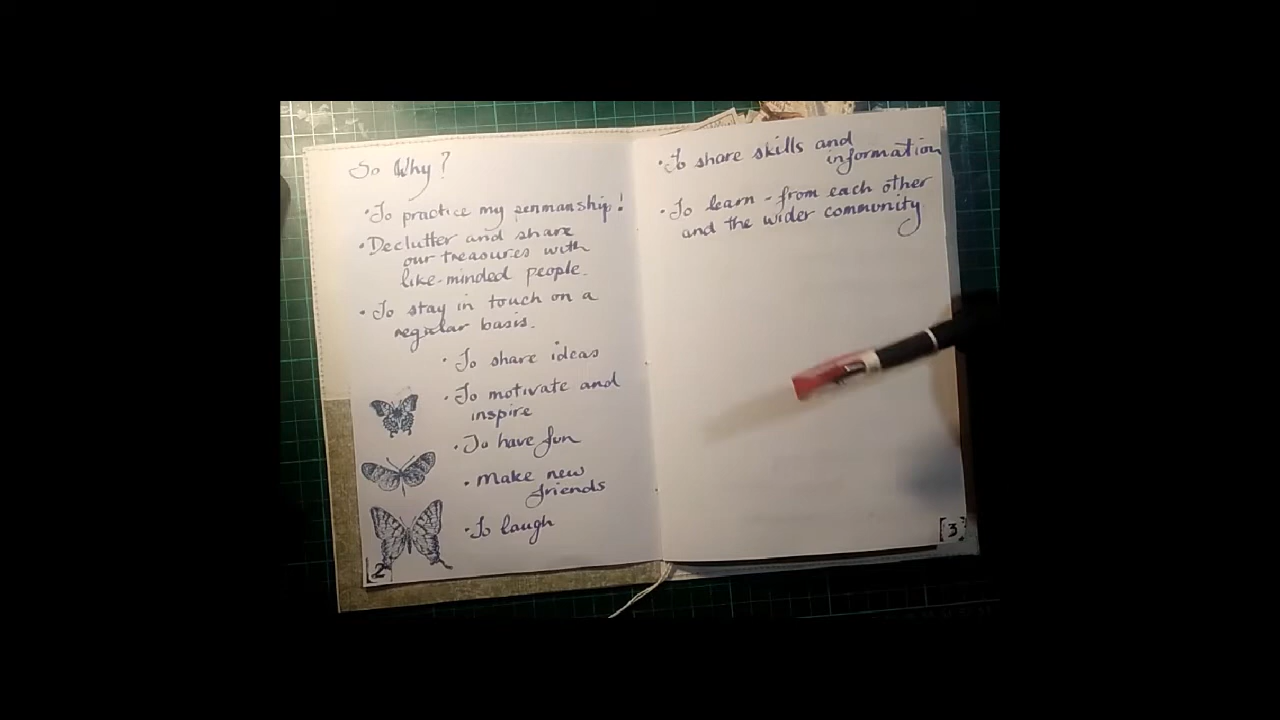 So Why?
• To practice my penmanship!
• Declutter and share
our treasures with
like-minded people.
• To stay in touch on a
regular basis.
• To share ideas
• To motivate and
inspire
• To have fun
• Make new
friends
• To laugh
2
• To share skills and
information
• To learn - from each other
and the wider community
3